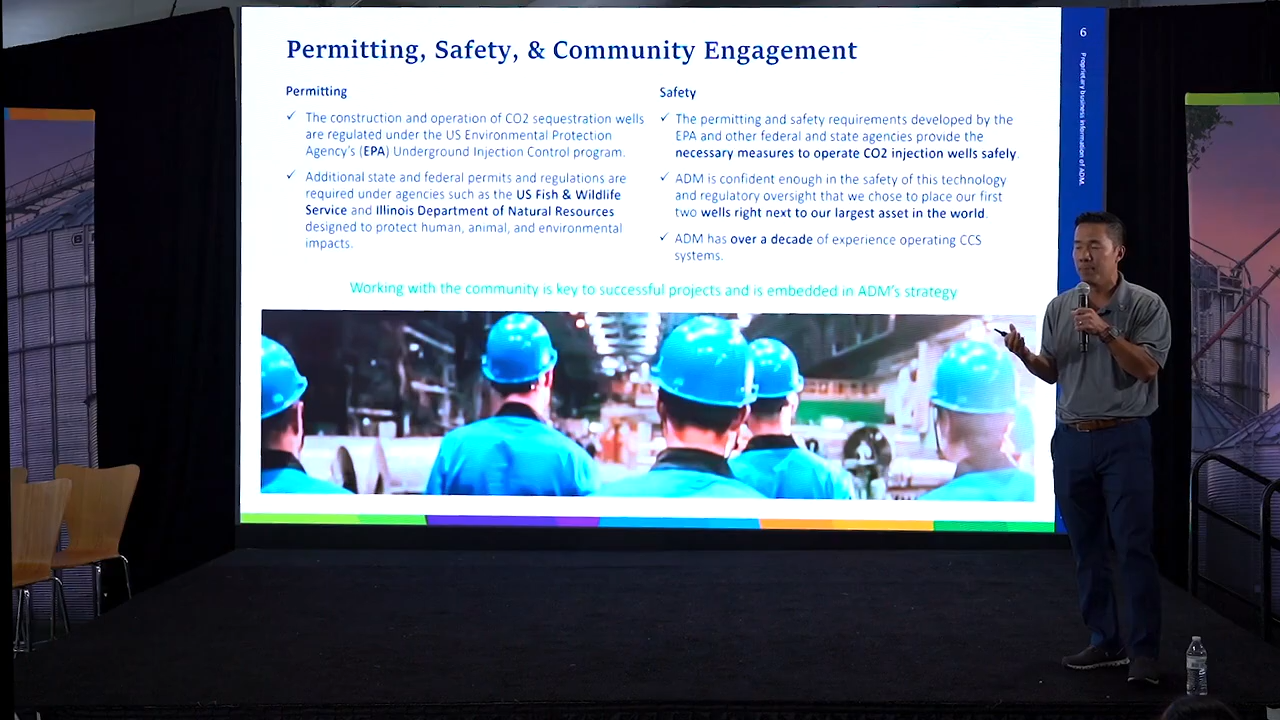 Permitting, Safety, & Community Engagement
Permitting
✓ The construction and operation of CO2 sequestration wells
are regulated under the US Environmental Protection
Agency's (EPA) Underground Injection Control program.
✓ Additional state and federal permits and regulations are
required under agencies such as the US Fish & Wildlife
Service and Illinois Department of Natural Resources
designed to protect human, animal, and environmental
impacts.
Safety
✓ The permitting and safety requirements developed by the
EPA and other federal and state agencies provide the
necessary measures to operate CO2 injection wells safely.
✓ ADM is confident enough in the safety of this technology
and regulatory oversight that we chose to place our first
two wells right next to our largest asset in the world.
✓ ADM has over a decade of experience operating CCS
systems.
Working with the community is key to successful projects and is embedded in ADM's strategy
6
Proprietary business information of ADM.